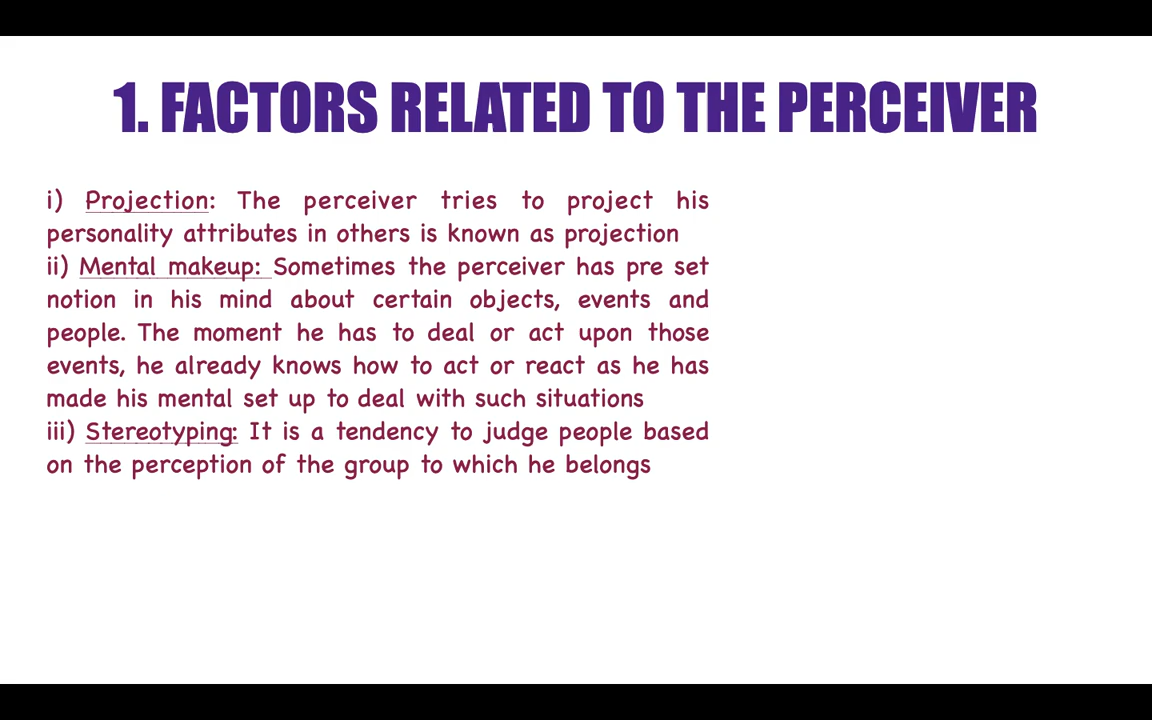 1. FACTORS RELATED TO THE PERCEIVER
i) Projection: The perceiver tries to project his
personality attributes in others is known as projection
ii) Mental makeup: Sometimes the perceiver has pre set
notion in his mind about certain objects, events and
people. The moment he has to deal or act upon those
events, he already knows how to act or react as he has
made his mental set up to deal with such situations
iii) Stereotyping: It is a tendency to judge people based
on the perception of the group to which he belongs